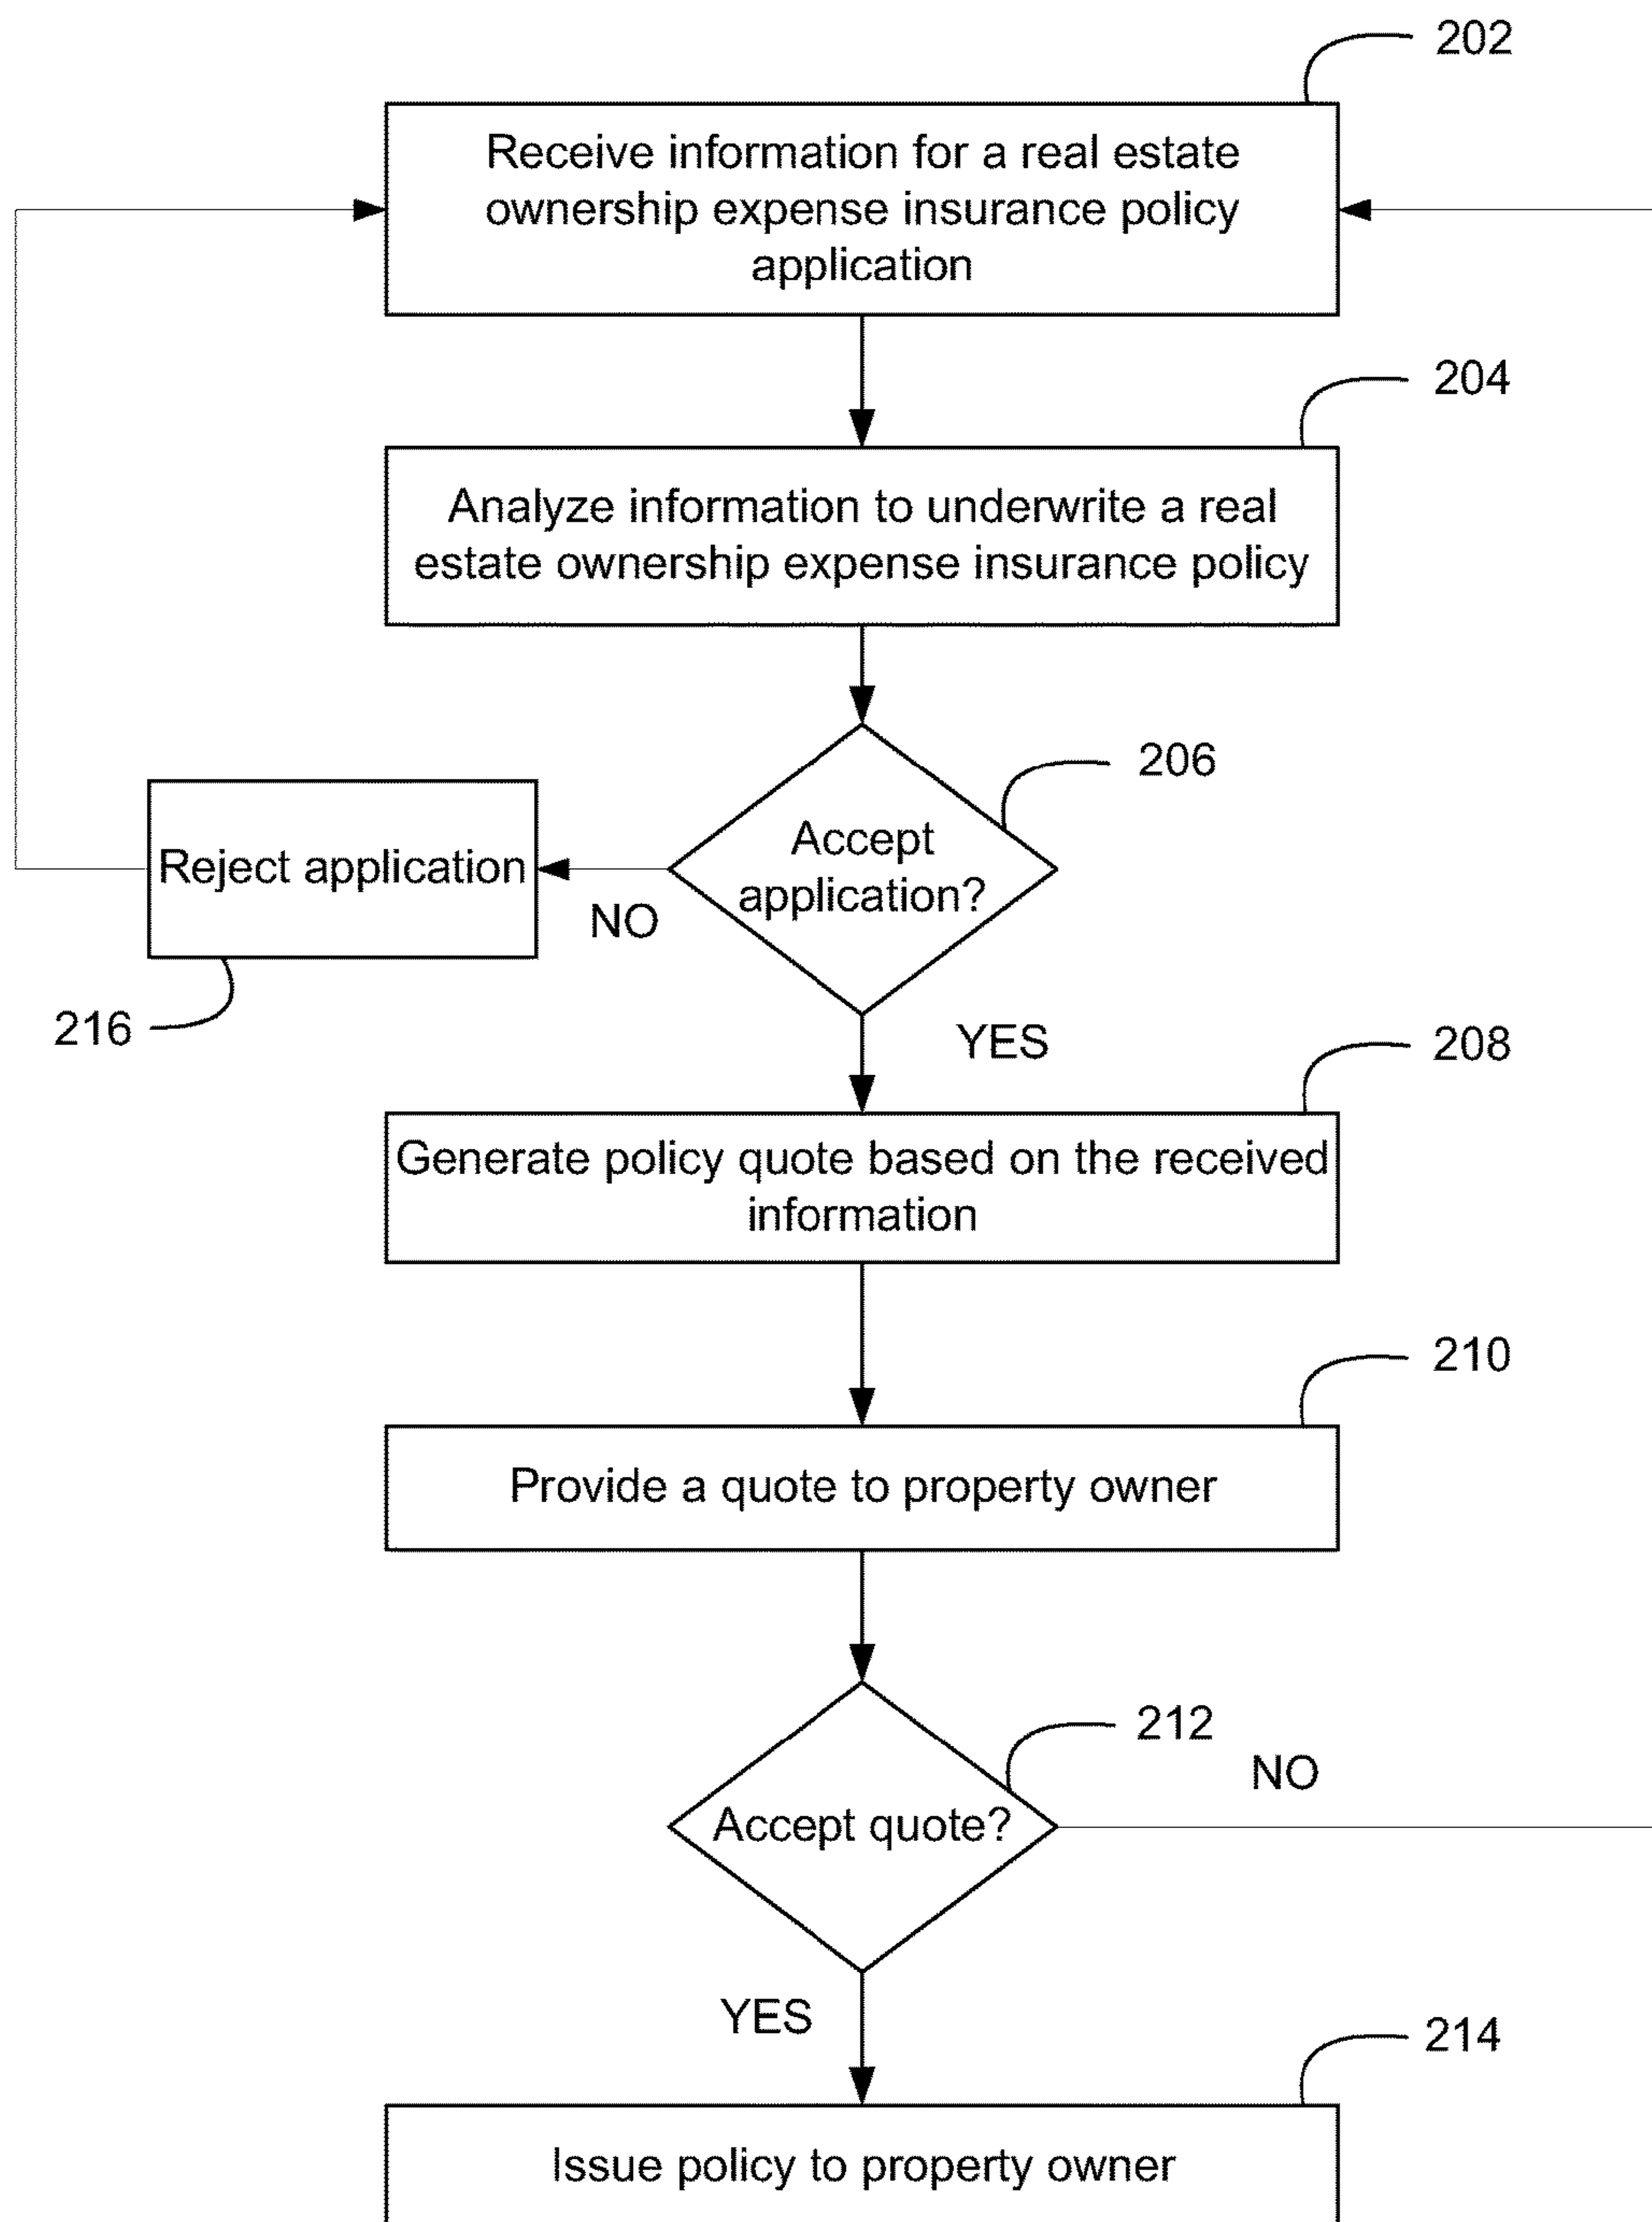 202
Receive information for a real estate
ownership expense insurance policy
application
204
Analyze information to underwrite a real
estate ownership expense insurance policy
206
Accept
application?
Reject application
NO
216
YES
208
Generate policy quote based on the received
information
210
Provide a quote to property owner
212
NO
Accept quote?
YES
214
Issue policy to property owner